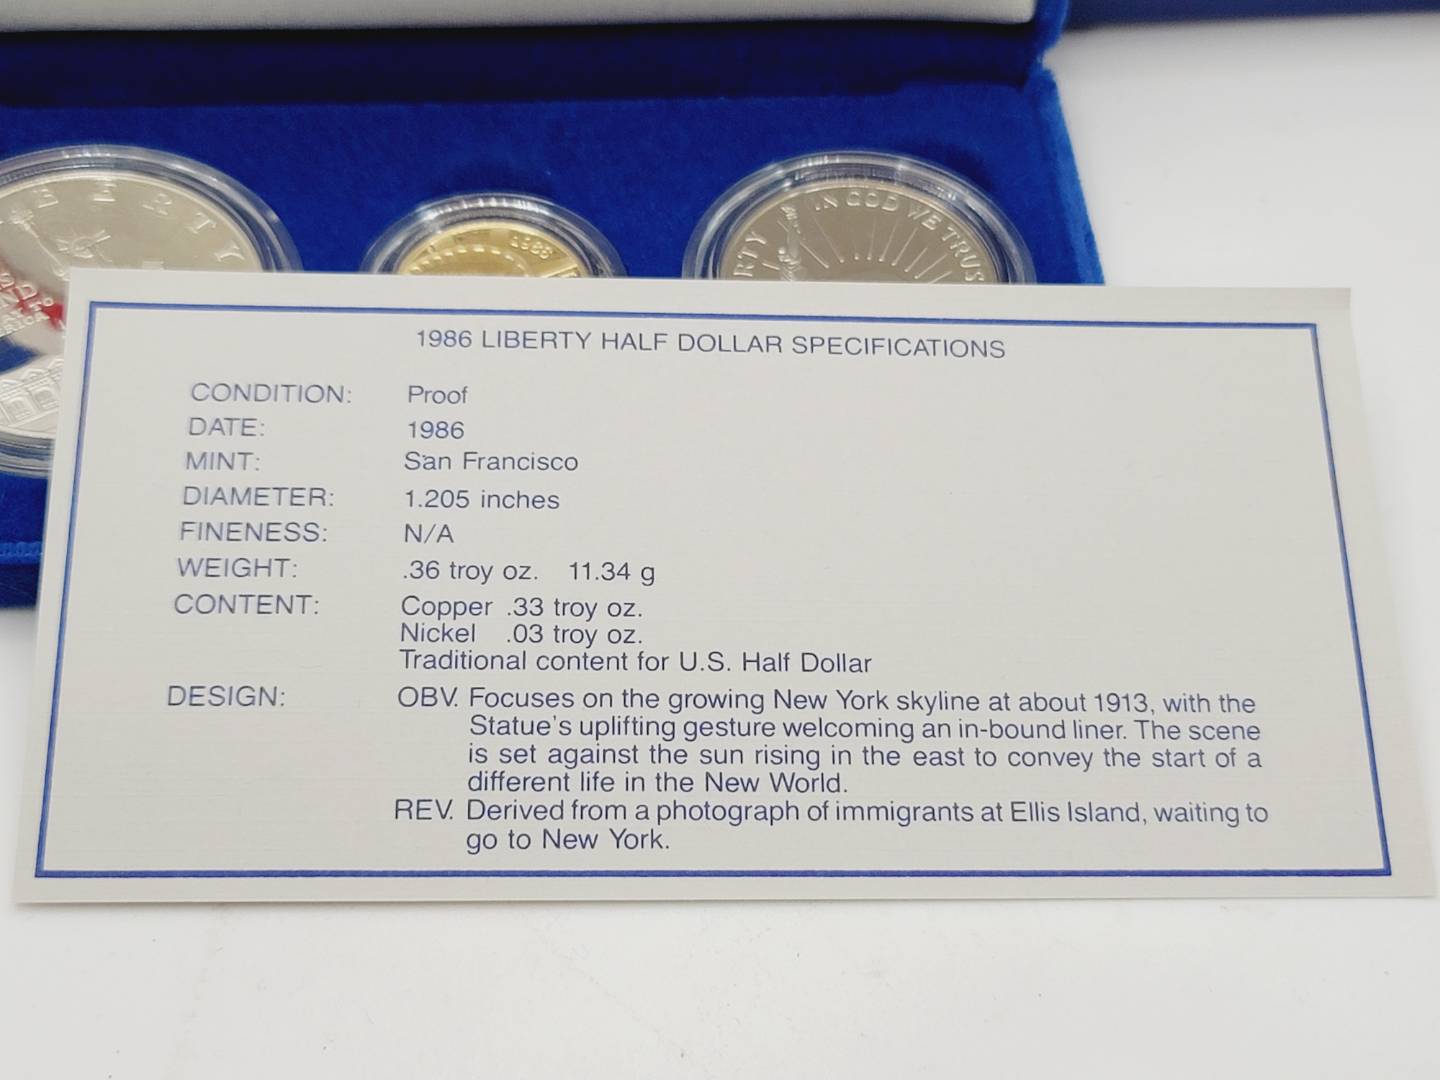 LIBERTY
1986
RTY IN GOD WE TRUS
1986 LIBERTY HALF DOLLAR SPECIFICATIONS
CONDITION: Proof
DATE: 1986
MINT: San Francisco
DIAMETER: 1.205 inches
FINENESS: N/A
WEIGHT: .36 troy oz. 11.34 g
CONTENT: Copper .33 troy oz.
Nickel .03 troy oz.
Traditional content for U.S. Half Dollar
DESIGN: OBV. Focuses on the growing New York skyline at about 1913, with the
Statue's uplifting gesture welcoming an in-bound liner. The scene
is set against the sun rising in the east to convey the start of a
different life in the New World.
REV. Derived from a photograph of immigrants at Ellis Island, waiting to
go to New York.